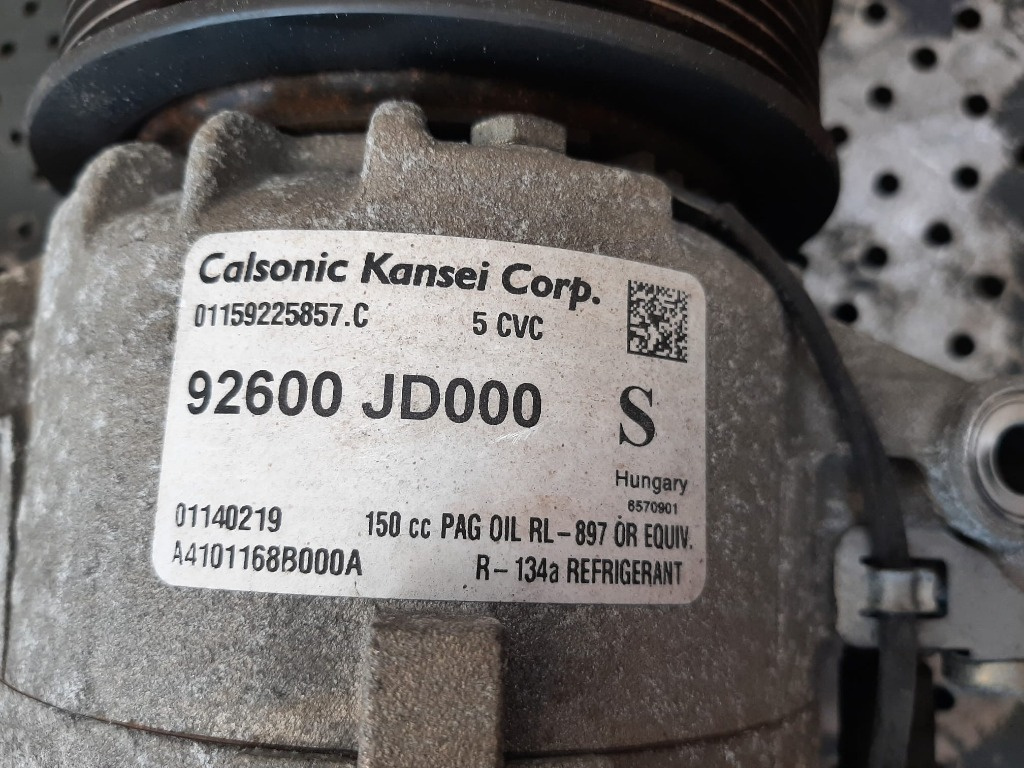 Calsonic Kansei Corp.
01159225857.C 5 CVC
92600 JD000
S
Hungary
6570901
01140219 150 cc PAG OIL RL-897 OR EQUIV.
A4101168B000A R-134a REFRIGERANT